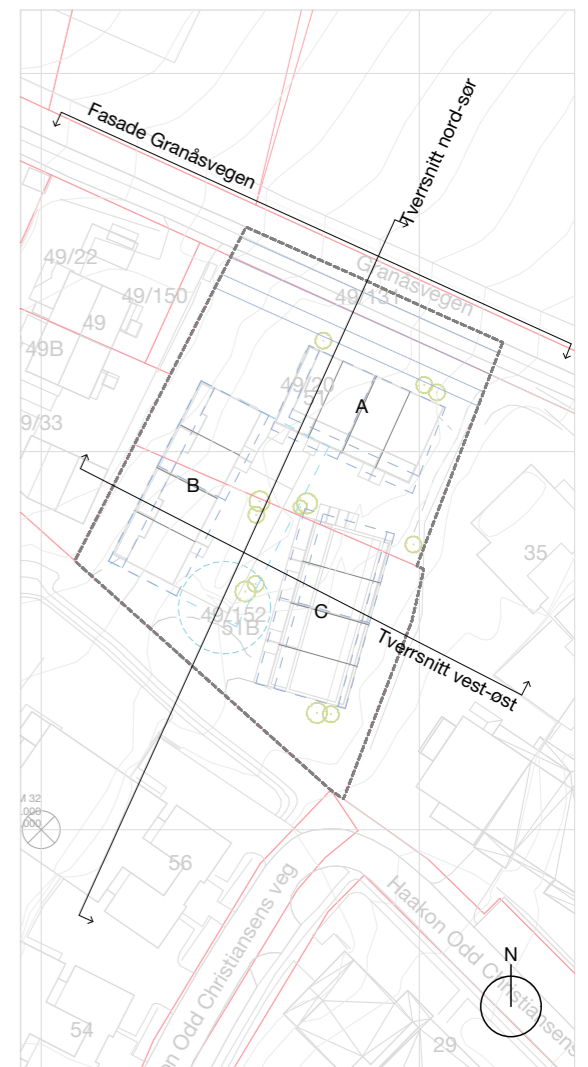 Fasade Granåsvegen
Tverrsnitt nord-sør
Granåsvegen
49/22
49/150
49/131
49
49B
49/20
51
A
9/33
B
35
C
49/152
51B
Tverrsnitt vest-øst
56
Haakon Odd Christiansens veg
Haakon Odd Christiansens
N
54
29